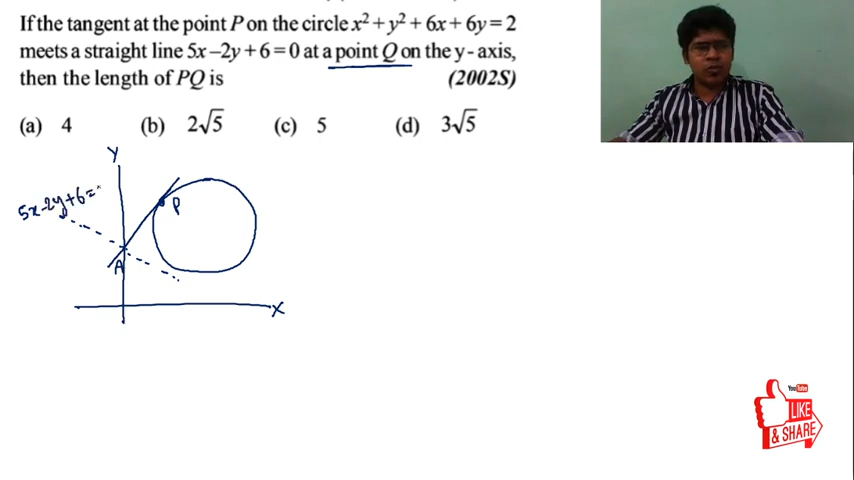 If the tangent at the point P on the circle x² + y² + 6x + 6y = 2
meets a straight line 5x – 2y + 6 = 0 at a point Q on the y - axis,
then the length of PQ is (2002S)
(a) 4 (b) 2√5 (c) 5 (d) 3√5
Y
5x-2y+6=
P
A
X
You Tube
LIKE
& SHARE